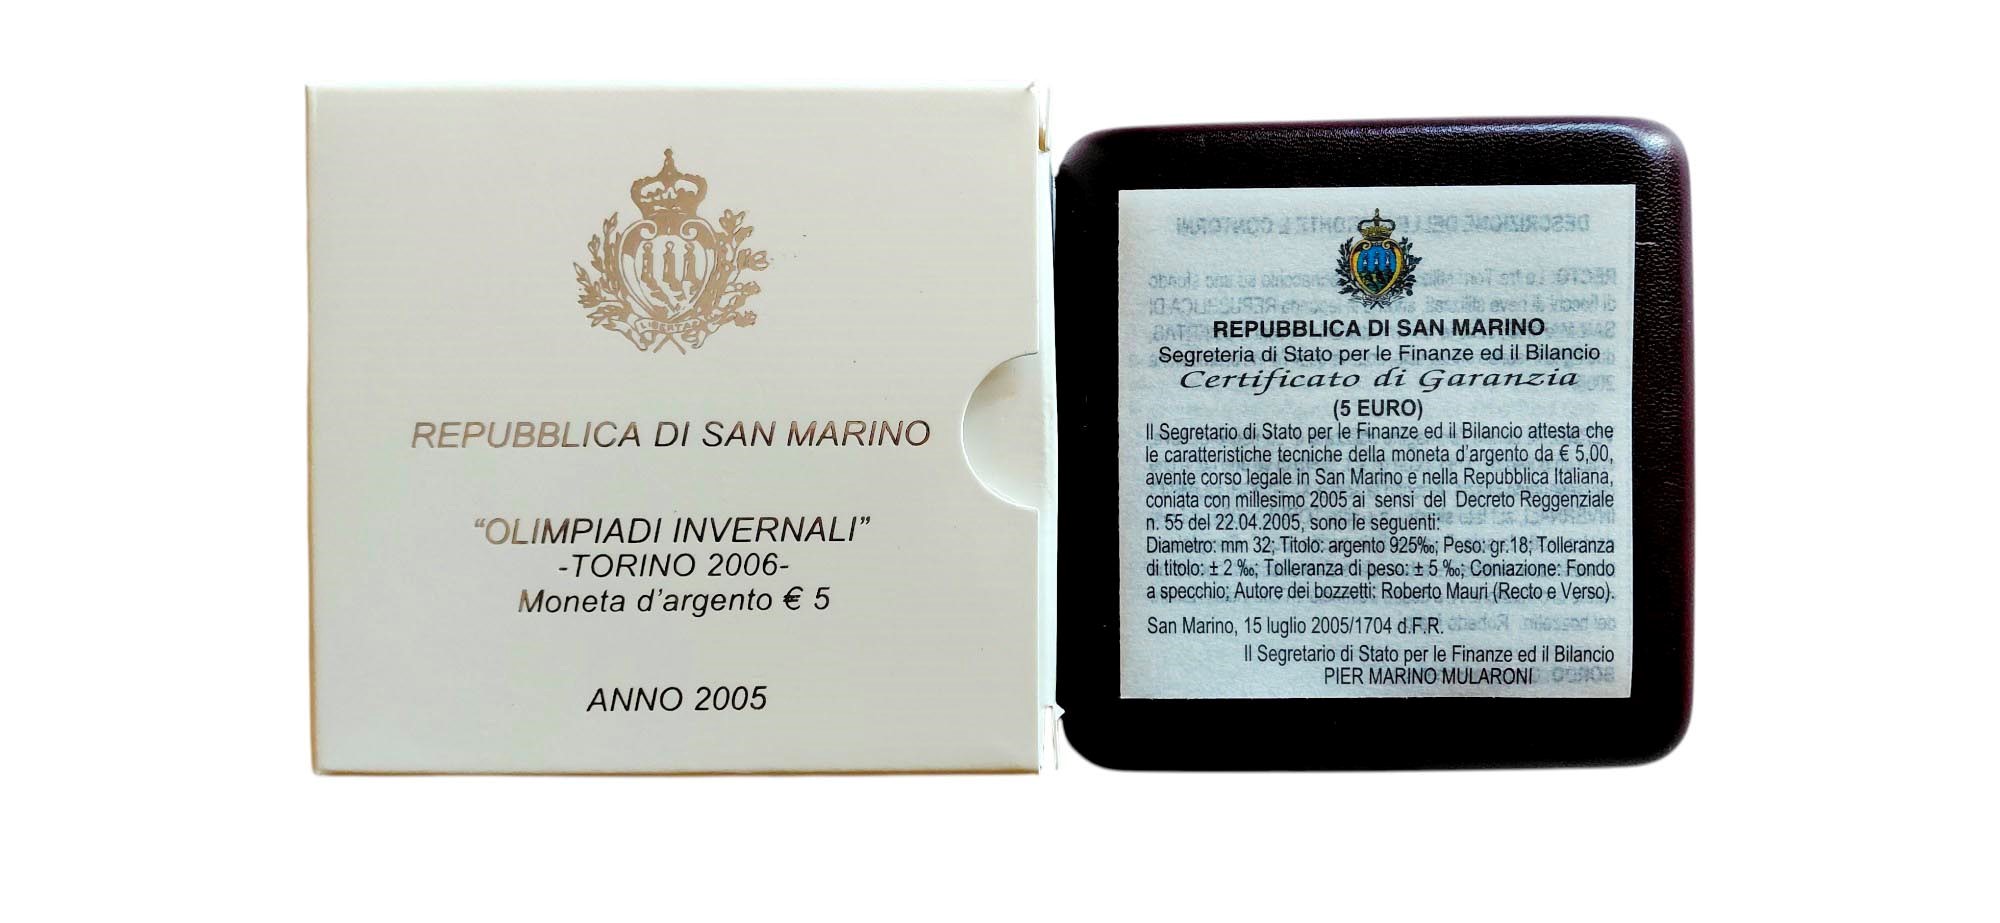 LIBERTAS
REPUBBLICA DI SAN MARINO
“OLIMPIADI INVERNALI”
-TORINO 2006-
Moneta d’argento € 5
ANNO 2005
REPUBBLICA DI SAN MARINO
Segreteria di Stato per le Finanze ed il Bilancio
Certificato di Garanzia
(5 EURO)
Il Segretario di Stato per le Finanze ed il Bilancio attesta che
le caratteristiche tecniche della moneta d’argento da € 5,00,
avente corso legale in San Marino e nella Repubblica Italiana,
coniata con millesimo 2005 ai sensi del Decreto Reggenziale
n. 55 del 22.04.2005, sono le seguenti:
Diametro: mm 32; Titolo: argento 925‰; Peso: gr.18; Tolleranza
di titolo: ± 2 ‰; Tolleranza di peso: ± 5 ‰; Coniazione: Fondo
a specchio; Autore dei bozzetti: Roberto Mauri (Recto e Verso).
San Marino, 15 luglio 2005/1704 d.F.R.
Il Segretario di Stato per le Finanze ed il Bilancio
PIER MARINO MULARONI